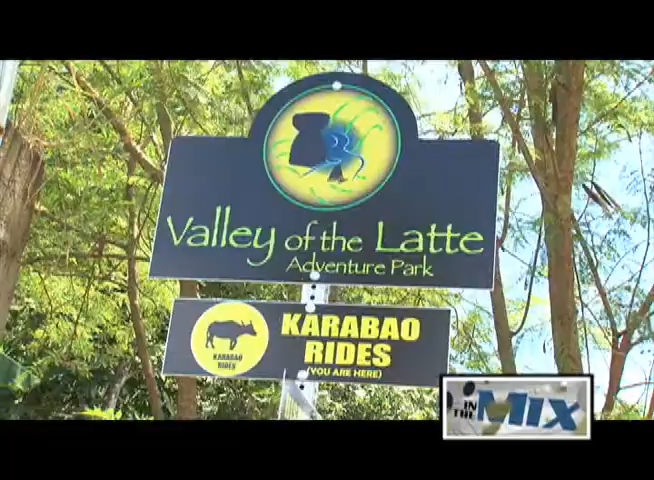 Valley of the Latte
Adventure Park
KARABAO
RIDES
(YOU ARE HERE)
KARABAO
RIDES
IN
THE MIX